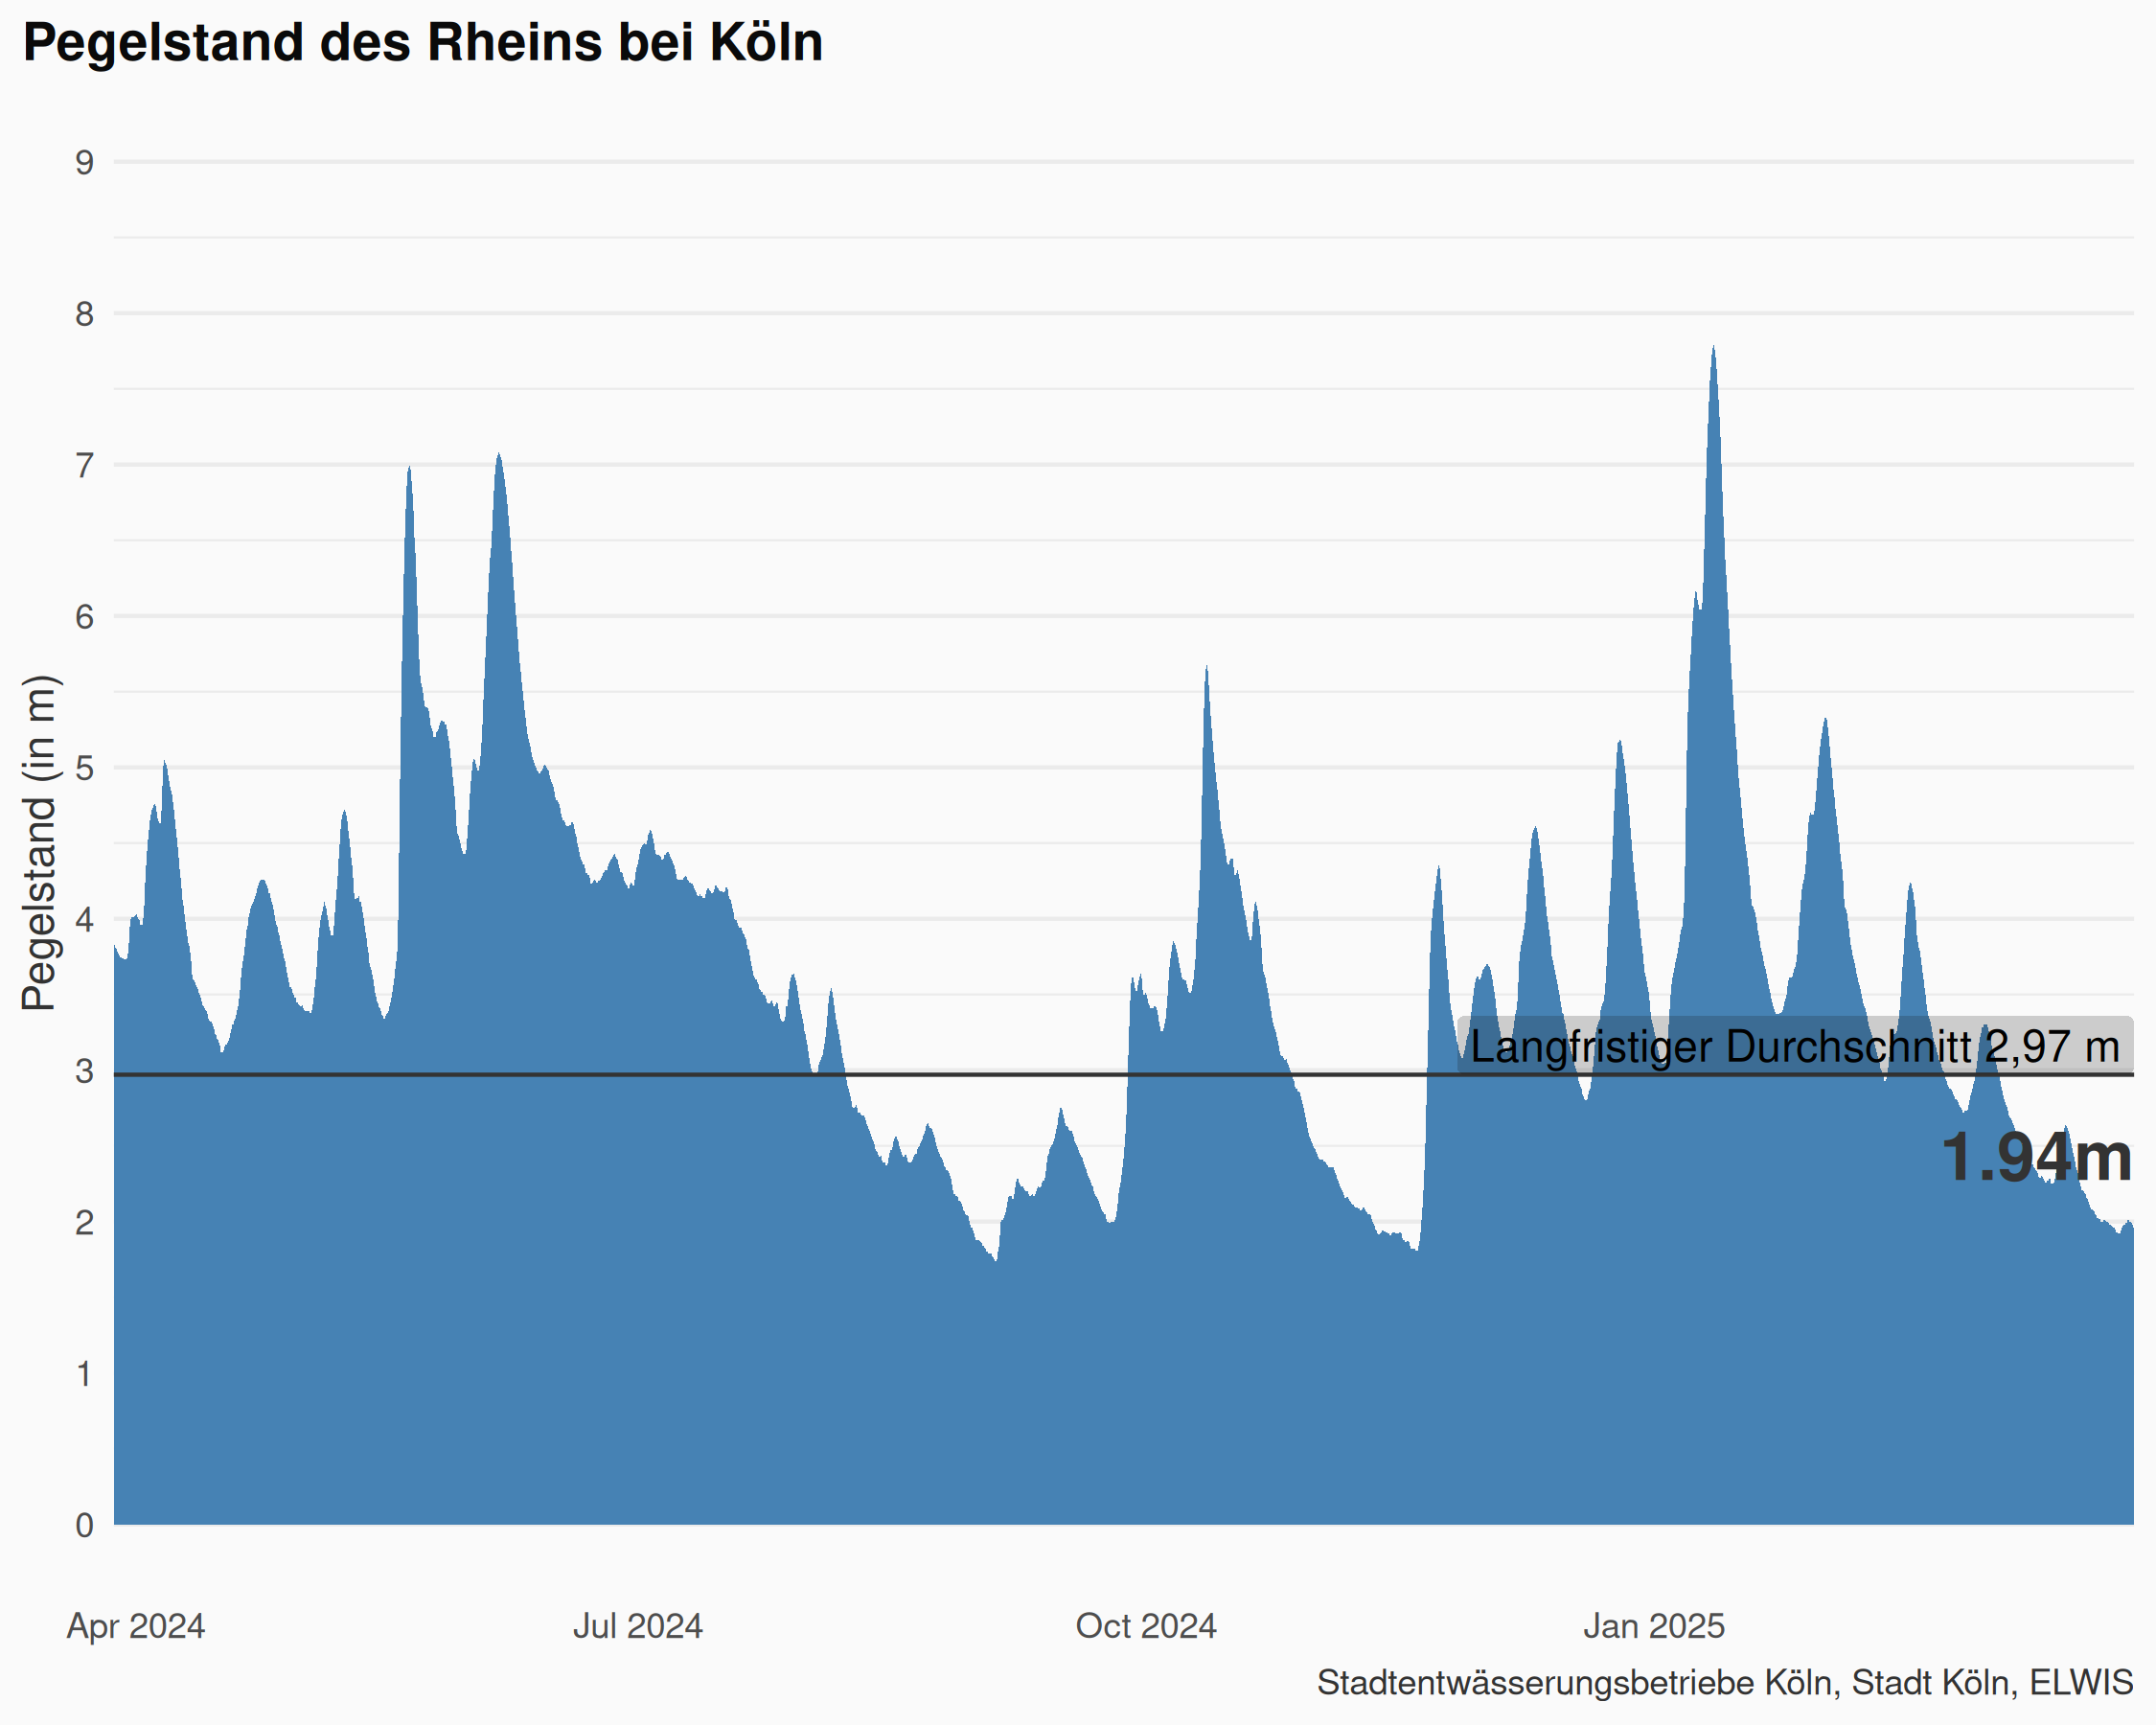 Pegelstand des Rheins bei Köln
Pegelstand (in m)
9
8
7
6
5
4
3
2
1
0
Langfristiger Durchschnitt 2,97 m
1.94m
Apr 2024
Jul 2024
Oct 2024
Jan 2025
Stadtentwässerungsbetriebe Köln, Stadt Köln, ELWIS